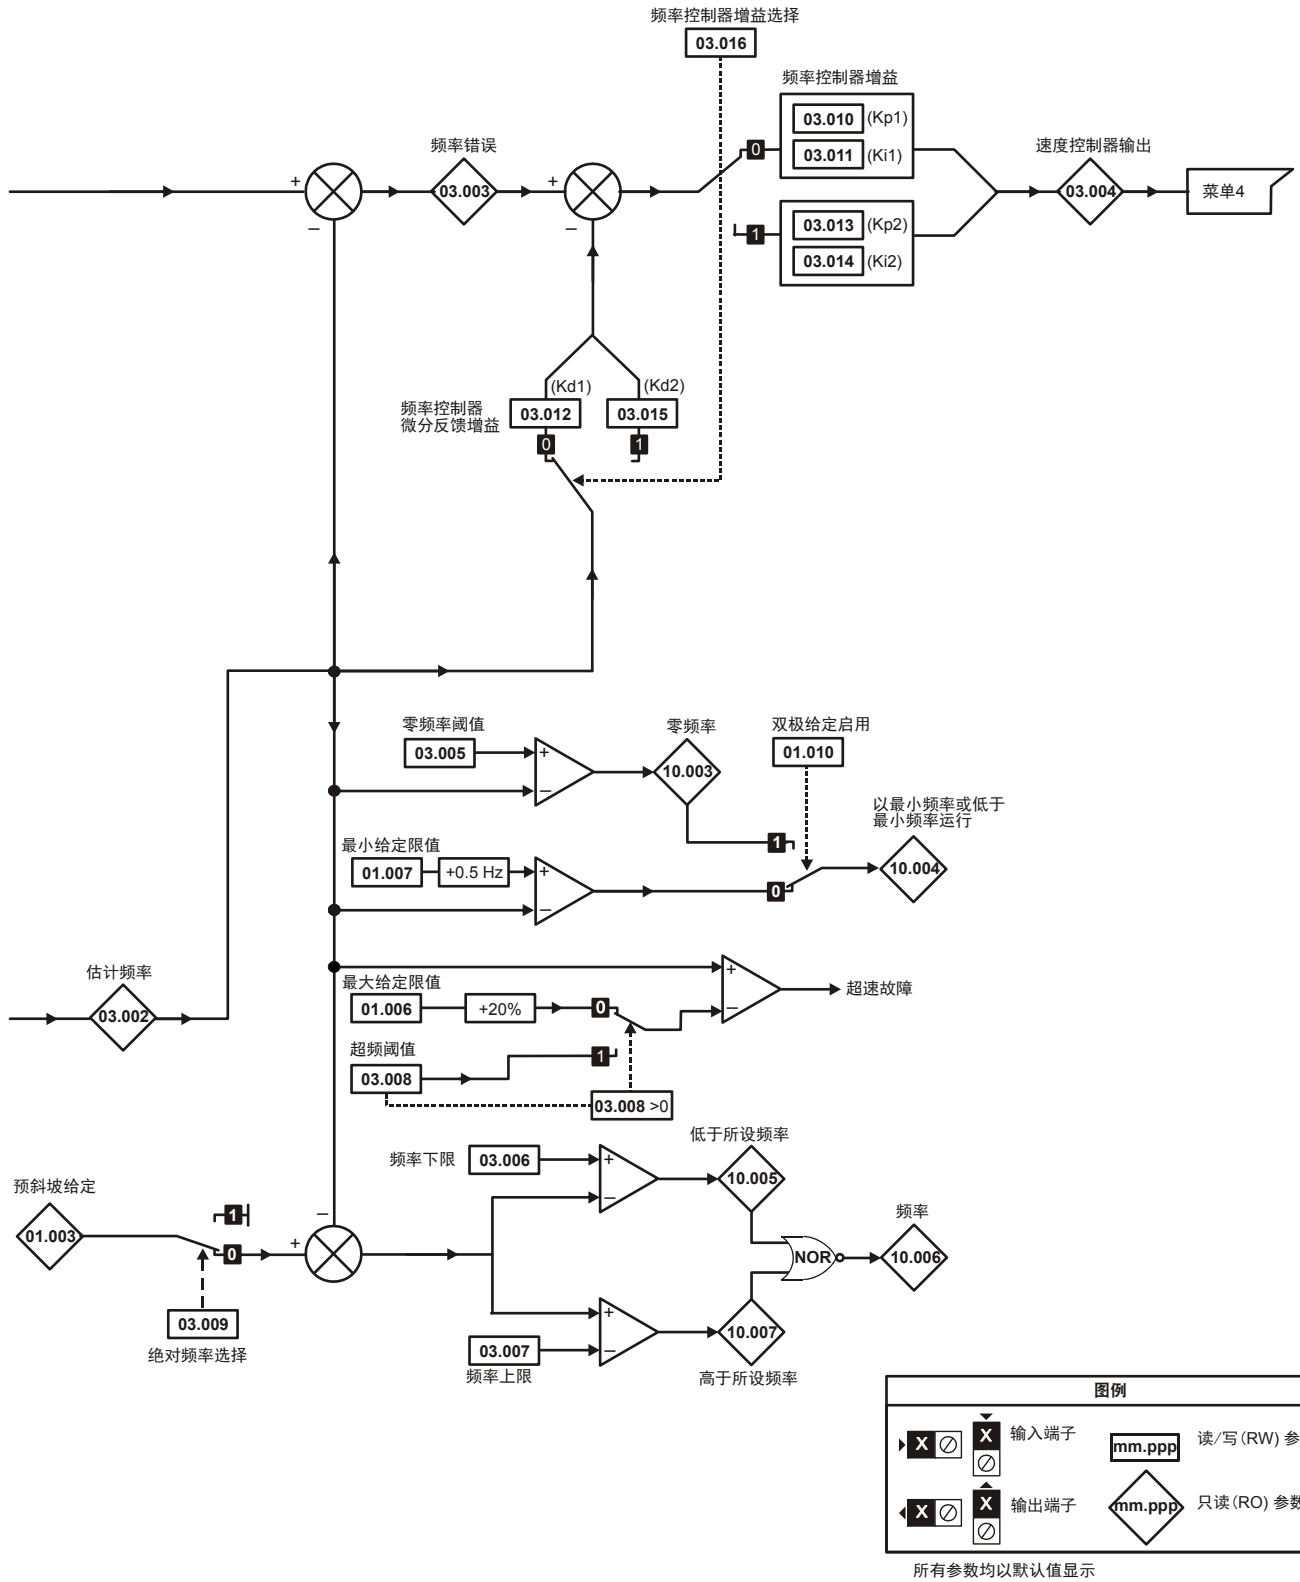 频率控制器增益选择
03.016
频率控制器增益
03.010 (Kp1)
频率错误
0
03.011 (Ki1)
速度控制器输出
+
03.003
+
03.004
菜单4
–
–
1
03.013 (Kp2)
03.014 (Ki2)
(Kd1)
(Kd2)
频率控制器
微分反馈增益
03.012
03.015
0
1
零频率阈值
03.005
+
–
零频率
10.003
双极给定启用
01.010
以最小频率或低于
最小频率运行
1
最小给定限值
01.007
+0.5 Hz
+
–
0
10.004
估计频率
03.002
最大给定限值
01.006
+20%
0
+
–
超速故障
超频阈值
03.008
1
03.008 >0
频率下限
03.006
+
–
低于所设频率
10.005
预斜坡给定
01.003
1
0
–
+
NOR
频率
10.006
03.009
绝对频率选择
+
–
03.007
频率上限
10.007
高于所设频率
图例
X
X
输入端子
mm.ppp
读/写(RW) 参
X
X
输出端子
mm.ppp
只读(RO) 参数
所有参数均以默认值显示